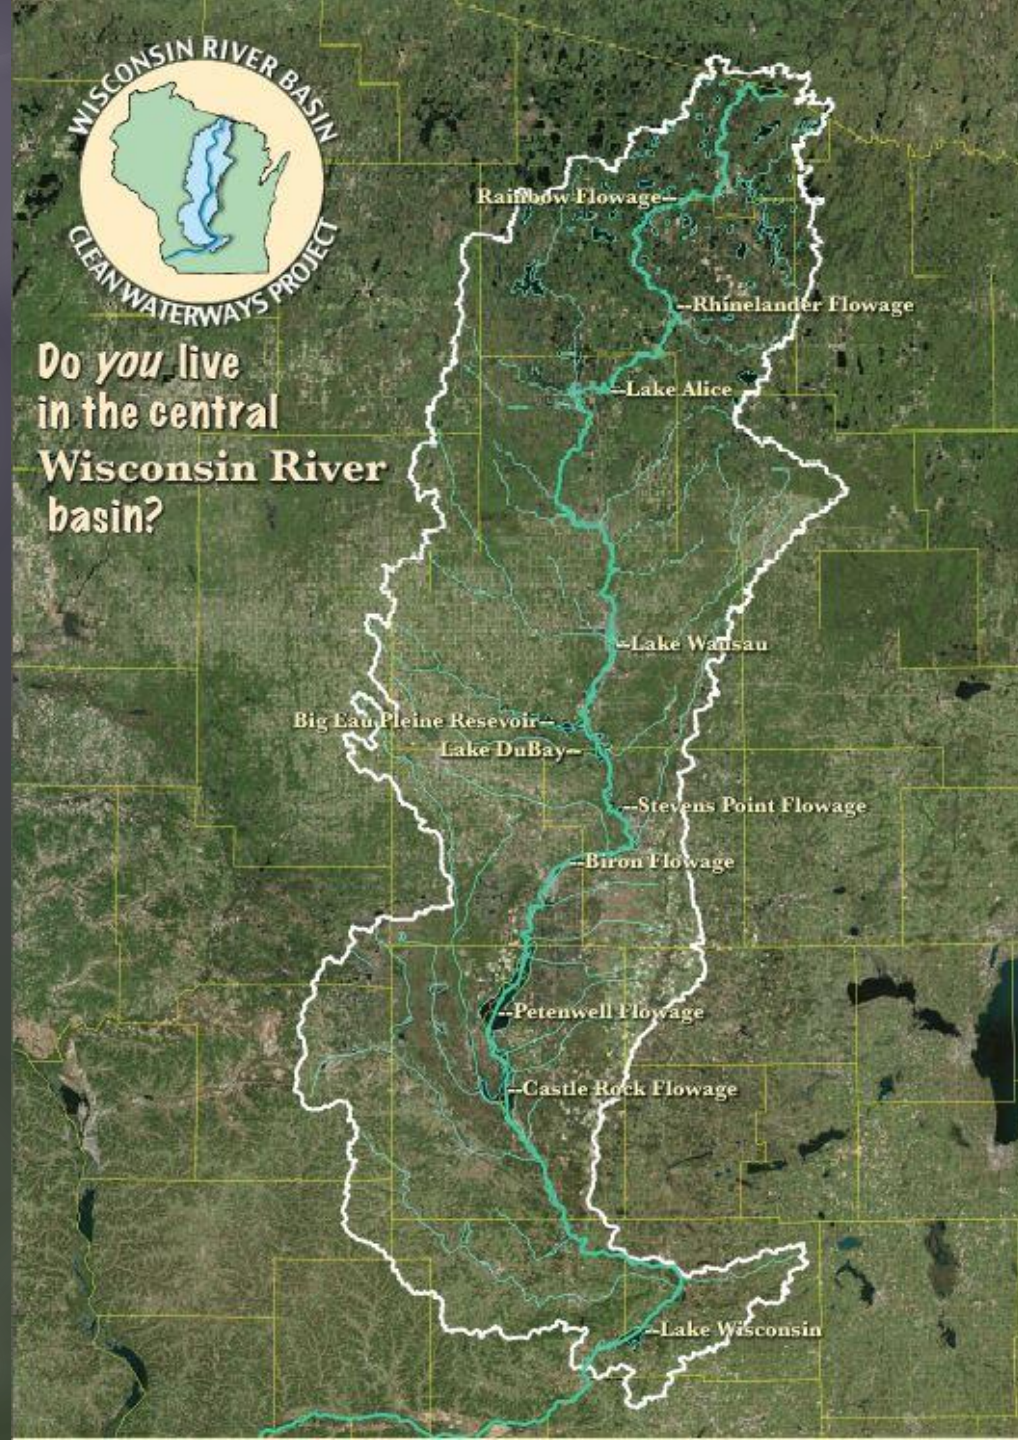 WISCONSIN RIVER BASIN
CLEAN WATERWAYS PROJECT
Do you live
in the central
Wisconsin River
basin?
Rainbow Flowage--
--Rhinelander Flowage
--Lake Alice
--Lake Wausau
Big Eau Pleine Resevoir--
Lake DuBay--
--Stevens Point Flowage
--Biron Flowage
--Petenwell Flowage
--Castle Rock Flowage
--Lake Wisconsin